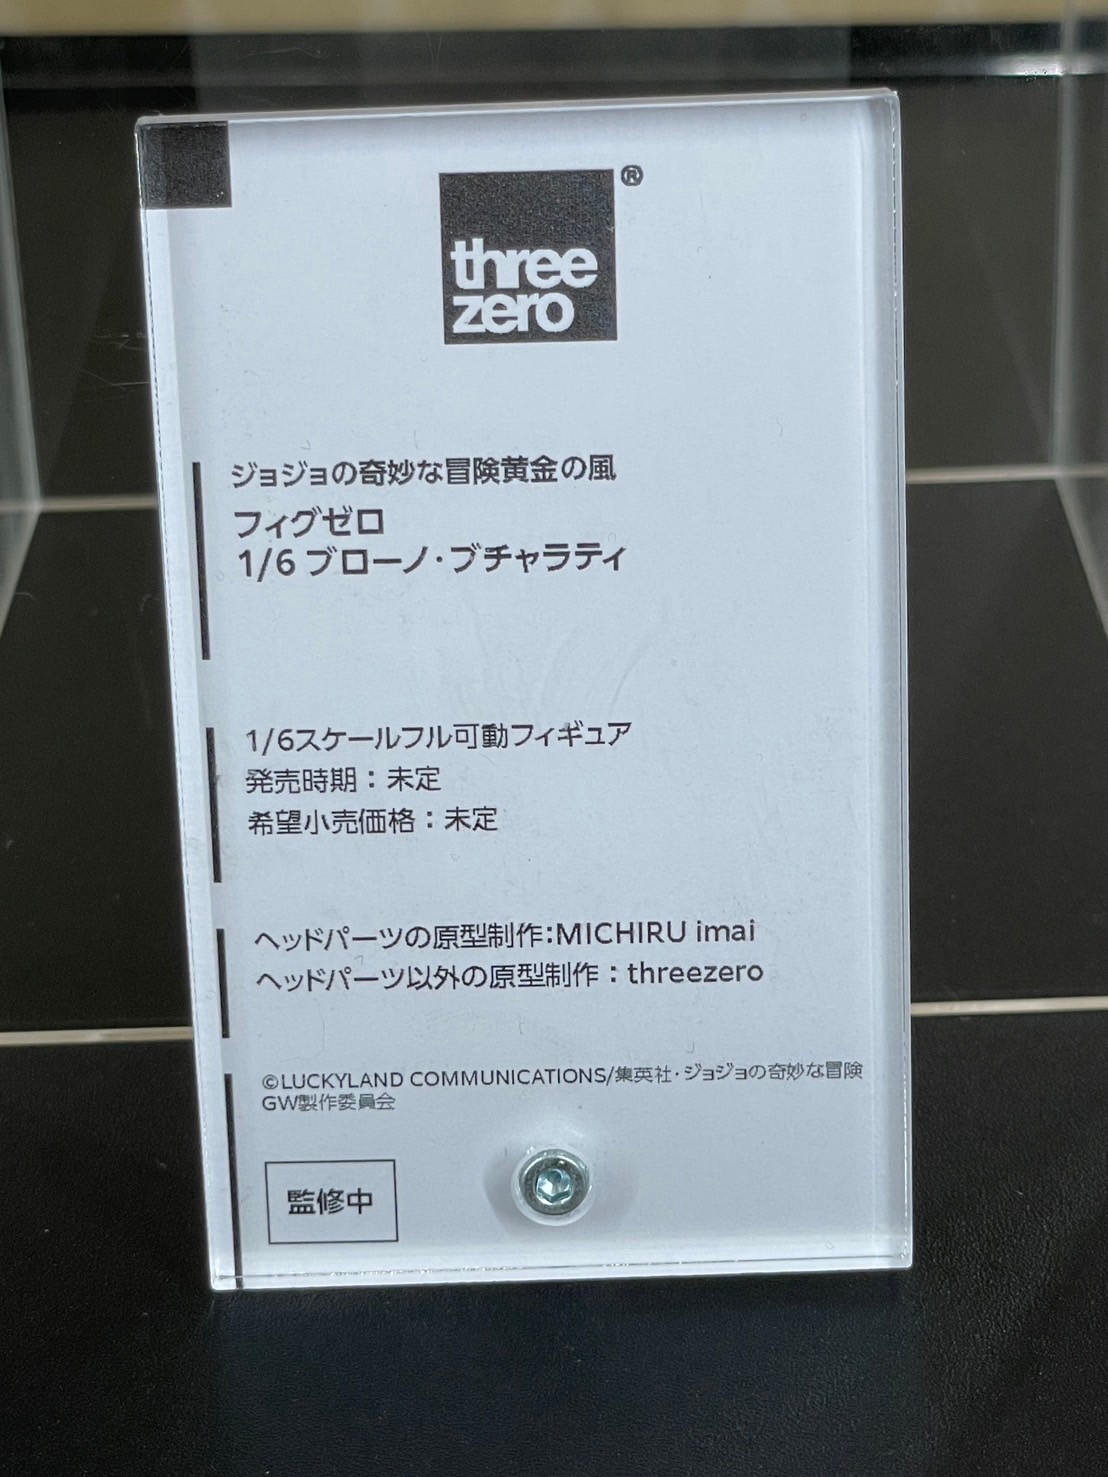 three
zero
®
ジョジョの奇妙な冒険黄金の風
フィグゼロ
1/6 ブローノ・ブチャラティ
1/6スケールフル可動フィギュア
発売時期：未定
希望小売価格：未定
ヘッドパーツの原型制作:MICHIRU imai
ヘッドパーツ以外の原型制作：threezero
©LUCKYLAND COMMUNICATIONS/集英社・ジョジョの奇妙な冒険
GW製作委員会
監修中